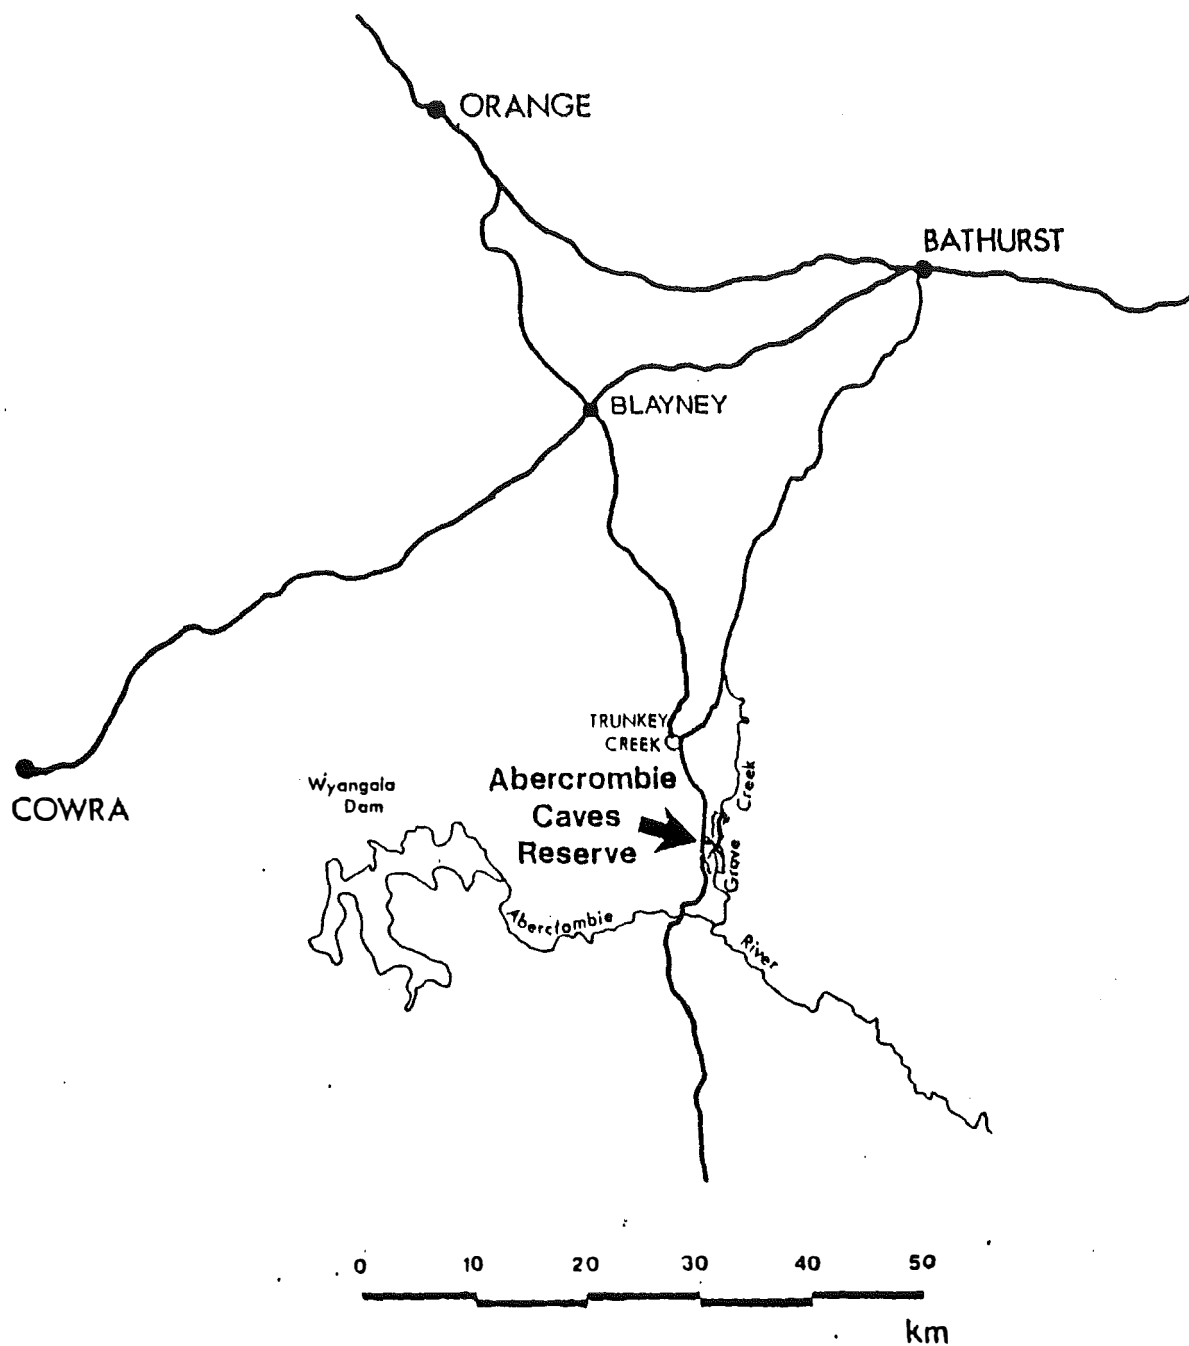 ORANGE
BATHURST
BLAYNEY
TRUNKEY
CREEK
Wyangala
Dam
COWRA
Abercrombie
Caves
Reserve
Grove Creek
Abercrombie
River
0 10 20 30 40 50
km